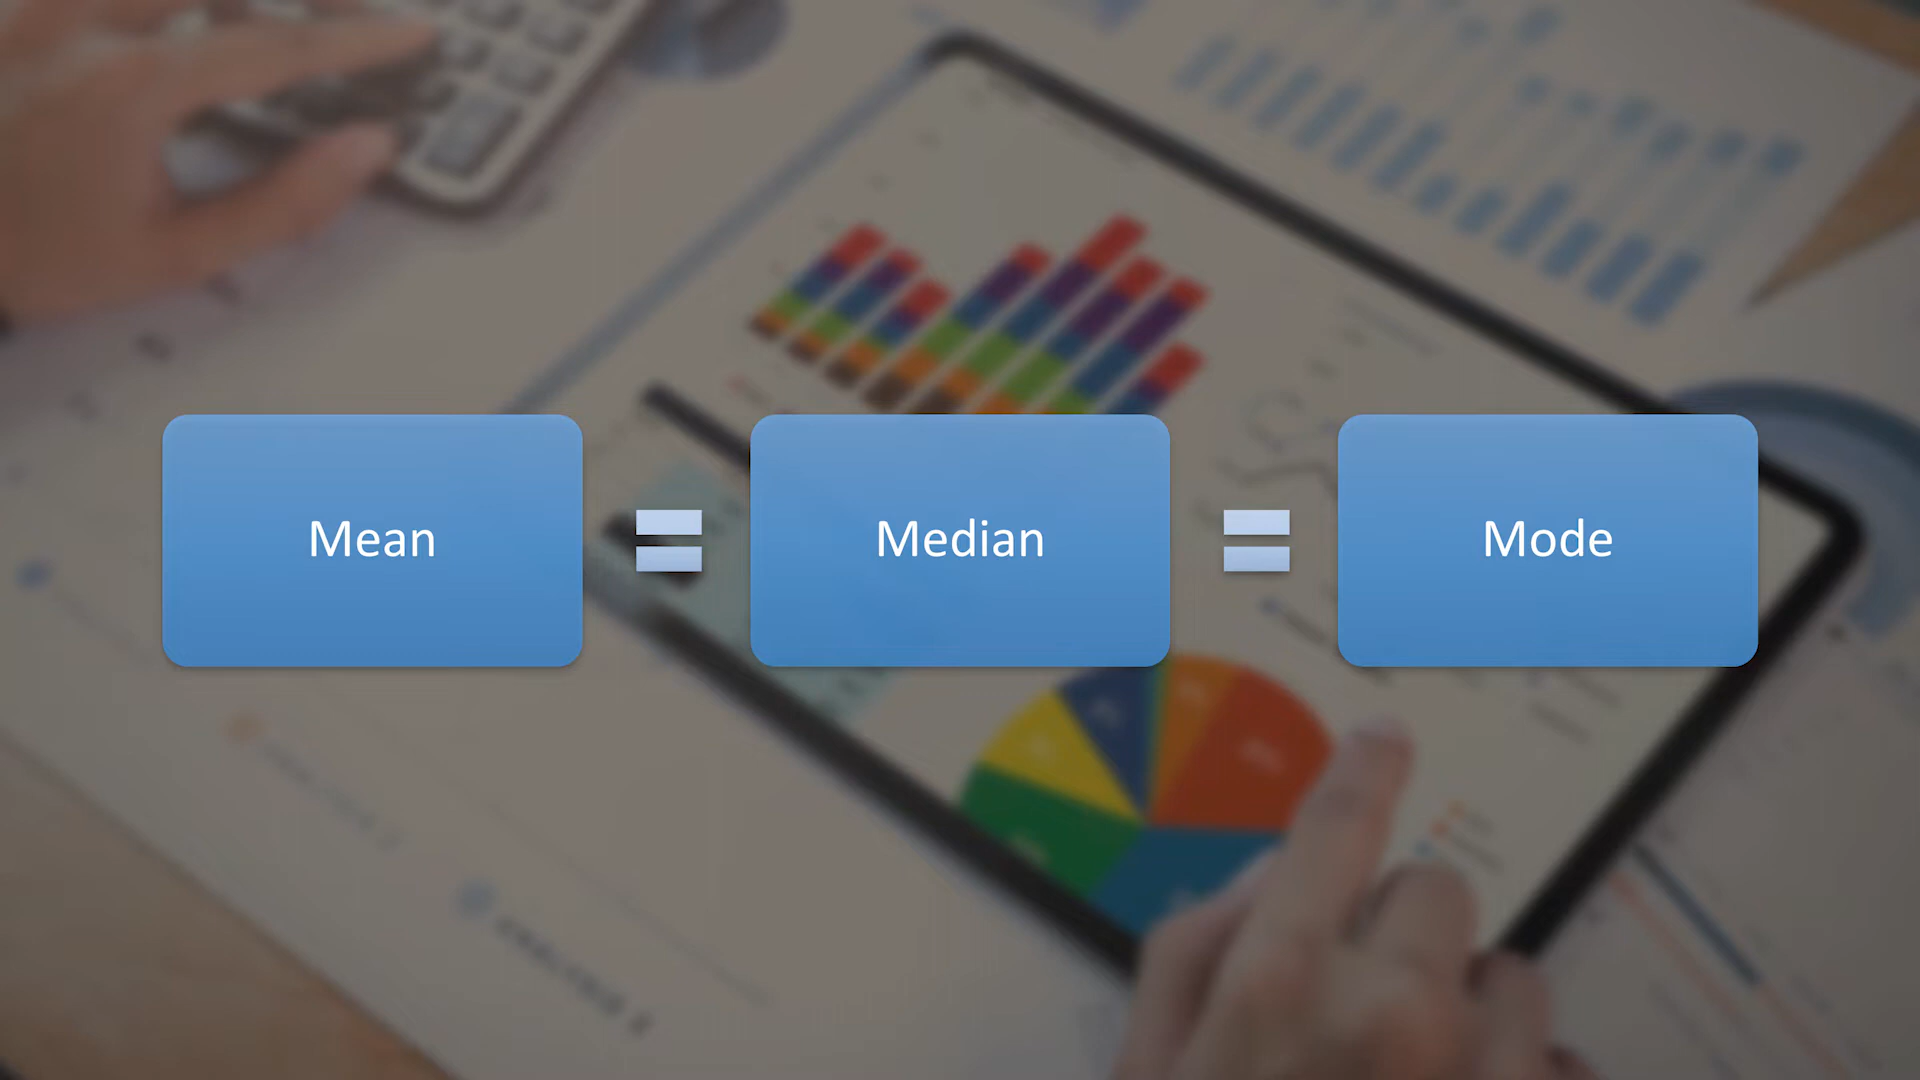 Mean = Median = Mode